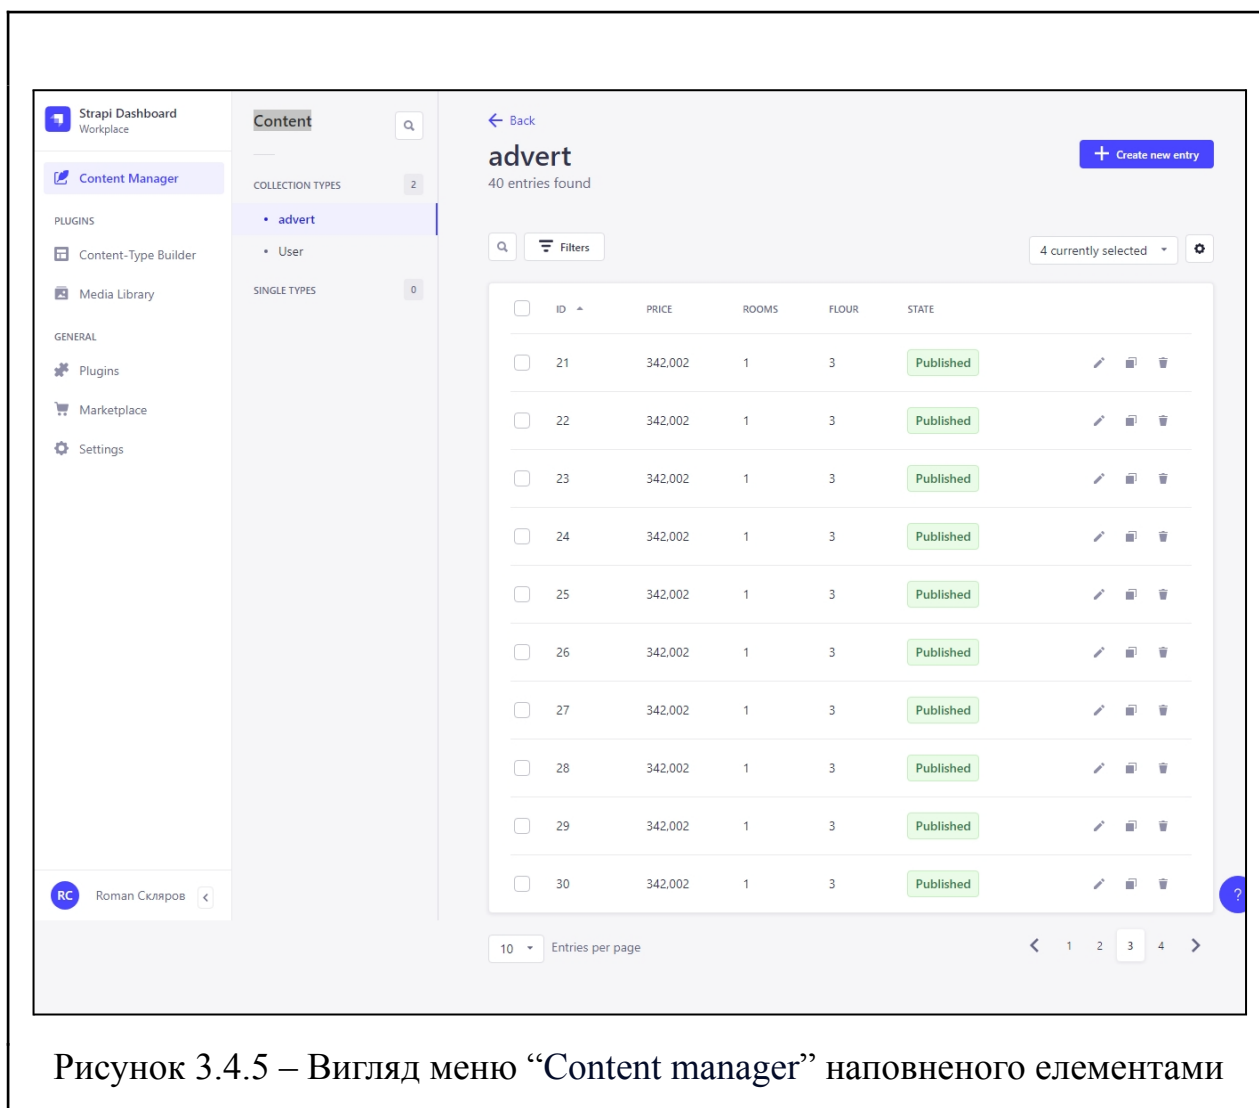 Strapi Dashboard
Workplace
Content Manager
PLUGINS
Content-Type Builder
Media Library
GENERAL
Plugins
Marketplace
Settings
RC Roman Скляров
Content
COLLECTION TYPES 2
advert
User
SINGLE TYPES 0
Back
advert
40 entries found
Create new entry
Filters
4 currently selected
ID PRICE ROOMS FLOUR STATE
21 342,002 1 3 Published
22 342,002 1 3 Published
23 342,002 1 3 Published
24 342,002 1 3 Published
25 342,002 1 3 Published
26 342,002 1 3 Published
27 342,002 1 3 Published
28 342,002 1 3 Published
29 342,002 1 3 Published
30 342,002 1 3 Published
?
10 Entries per page
1 2 3 4
Рисунок 3.4.5 – Вигляд меню “Content manager” наповненого елементами